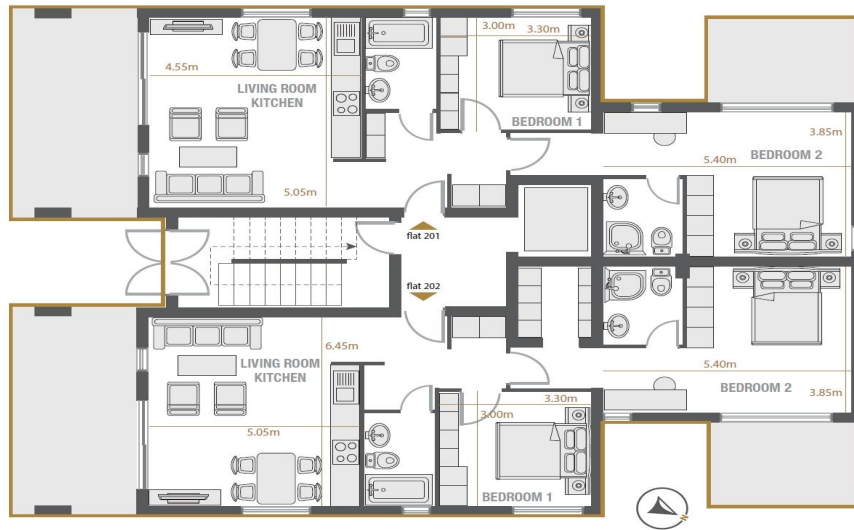 3.00m
3.30m
4.55m
LIVING ROOM
KITCHEN
BEDROOM 1
3.85m
BEDROOM 2
5.40m
5.05m
flat 201
flat 202
6.45m
LIVING ROOM
KITCHEN
5.40m
BEDROOM 2
3.85m
3.30m
3.00m
5.05m
BEDROOM 1
N